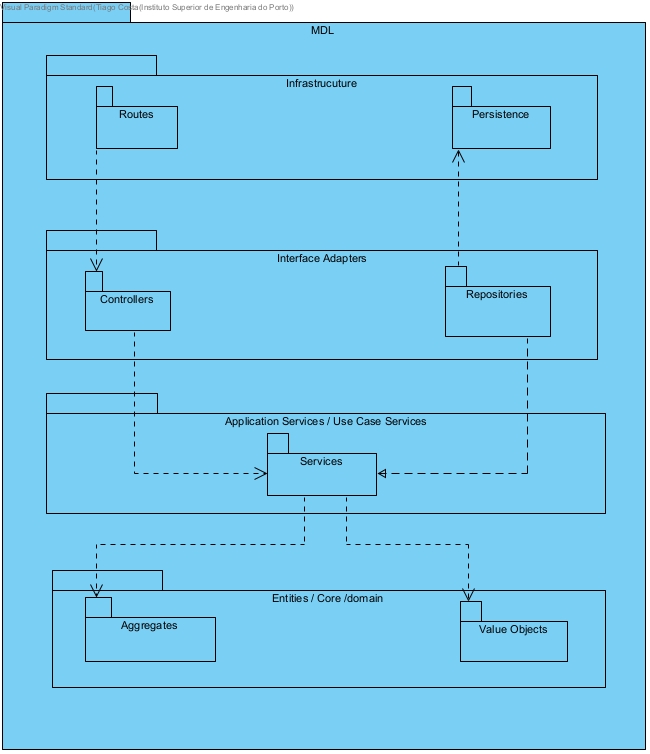 Visual Paradigm Standard(Tiago Costa(Instituto Superior de Engenharia do Porto))
MDL
Infrastrucuture
Routes
Persistence
Interface Adapters
Controllers
Repositories
Application Services / Use Case Services
Services
Entities / Core /domain
Aggregates
Value Objects